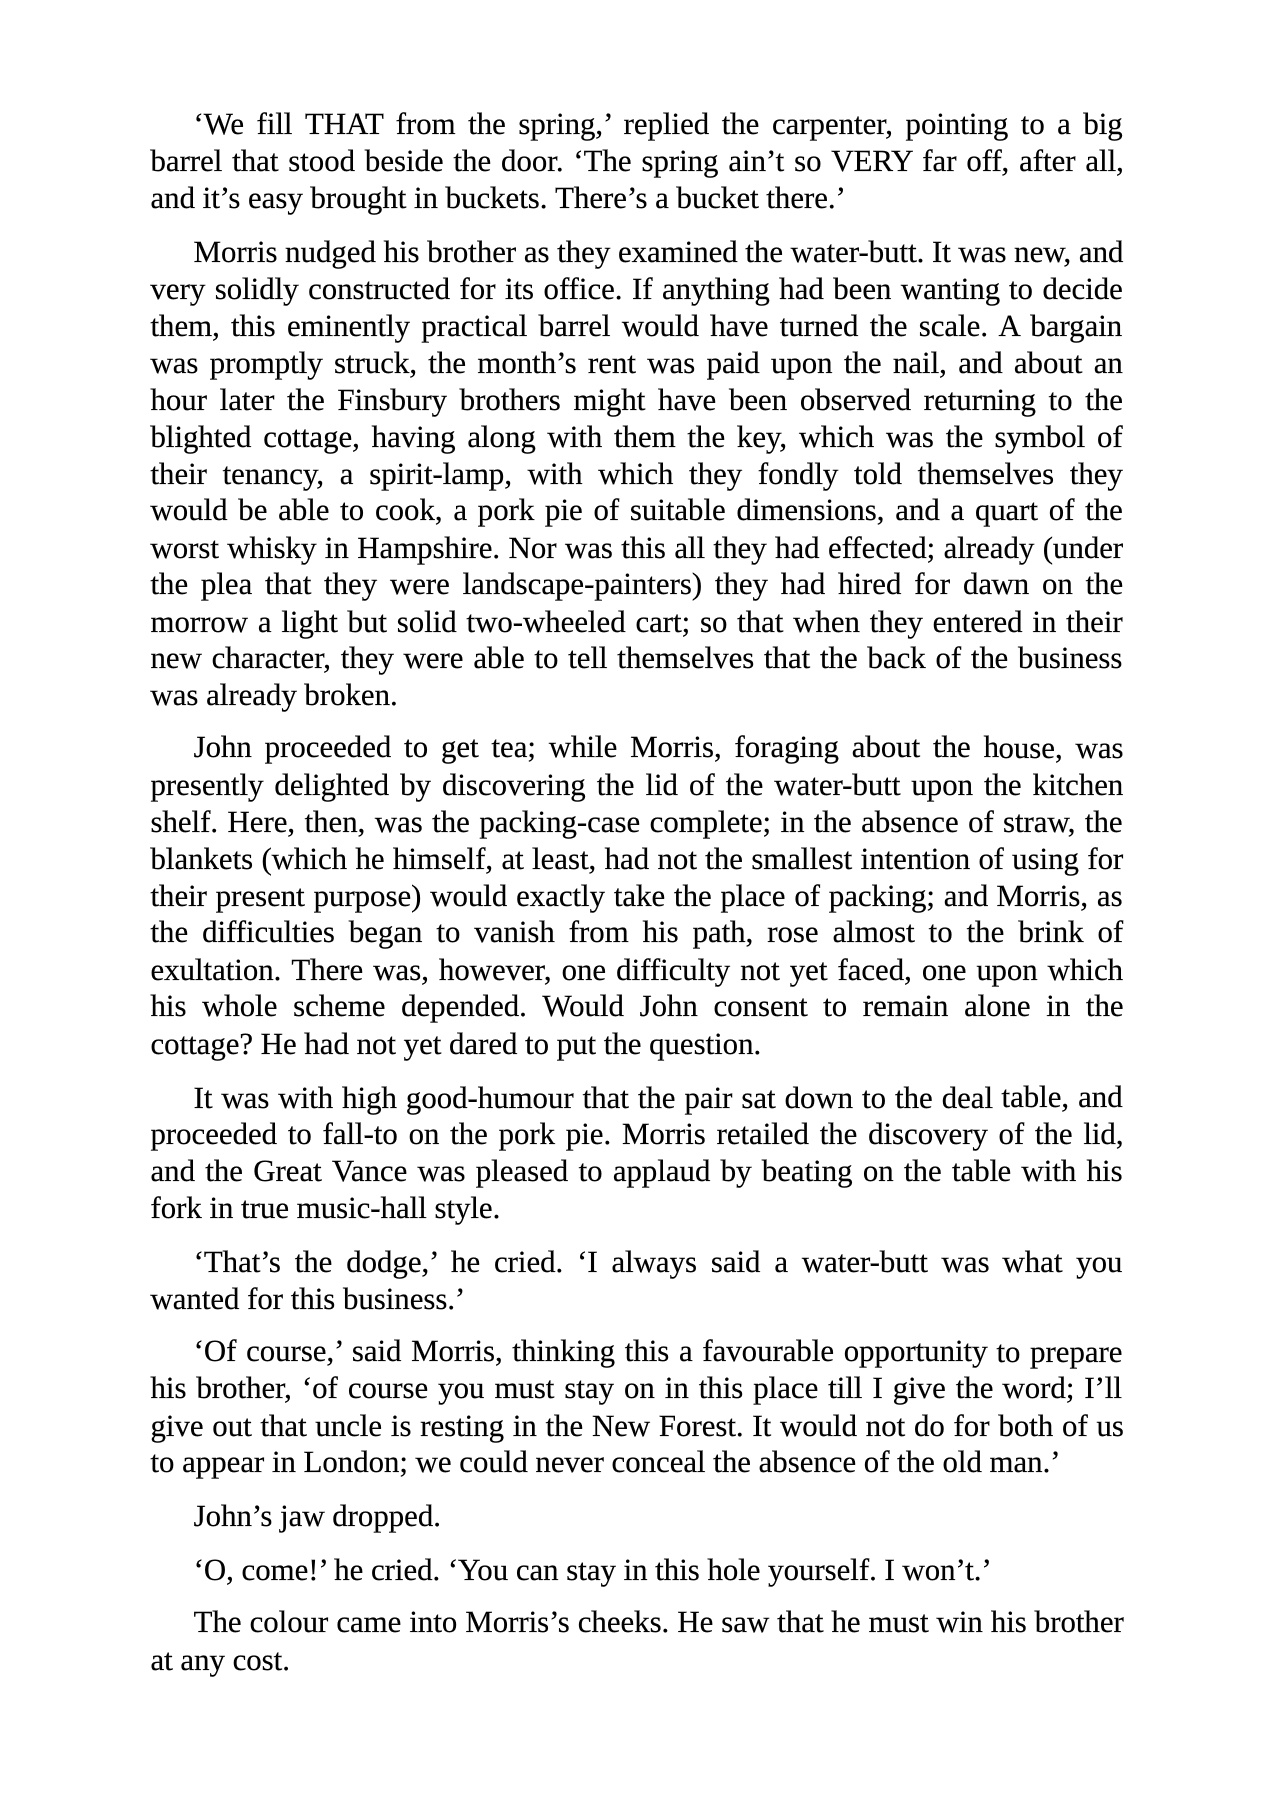 ‘We fill THAT from the spring,’ replied the carpenter, pointing to a big
barrel that stood beside the door. ‘The spring ain’t so VERY far off, after all,
and it’s easy brought in buckets. There’s a bucket there.’
Morris nudged his brother as they examined the water-butt. It was new, and
very solidly constructed for its office. If anything had been wanting to decide
them, this eminently practical barrel would have turned the scale. A bargain
was promptly struck, the month’s rent was paid upon the nail, and about an
hour later the Finsbury brothers might have been observed returning to the
blighted cottage, having along with them the key, which was the symbol of
their tenancy, a spirit-lamp, with which they fondly told themselves they
would be able to cook, a pork pie of suitable dimensions, and a quart of the
worst whisky in Hampshire. Nor was this all they had effected; already (under
the plea that they were landscape-painters) they had hired for dawn on the
morrow a light but solid two-wheeled cart; so that when they entered in their
new character, they were able to tell themselves that the back of the business
was already broken.
John proceeded to get tea; while Morris, foraging about the house, was
presently delighted by discovering the lid of the water-butt upon the kitchen
shelf. Here, then, was the packing-case complete; in the absence of straw, the
blankets (which he himself, at least, had not the smallest intention of using for
their present purpose) would exactly take the place of packing; and Morris, as
the difficulties began to vanish from his path, rose almost to the brink of
exultation. There was, however, one difficulty not yet faced, one upon which
his whole scheme depended. Would John consent to remain alone in the
cottage? He had not yet dared to put the question.
It was with high good-humour that the pair sat down to the deal table, and
proceeded to fall-to on the pork pie. Morris retailed the discovery of the lid,
and the Great Vance was pleased to applaud by beating on the table with his
fork in true music-hall style.
‘That’s the dodge,’ he cried. ‘I always said a water-butt was what you
wanted for this business.’
‘Of course,’ said Morris, thinking this a favourable opportunity to prepare
his brother, ‘of course you must stay on in this place till I give the word; I’ll
give out that uncle is resting in the New Forest. It would not do for both of us
to appear in London; we could never conceal the absence of the old man.’
John’s jaw dropped.
‘O, come!’ he cried. ‘You can stay in this hole yourself. I won’t.’
The colour came into Morris’s cheeks. He saw that he must win his brother
at any cost.